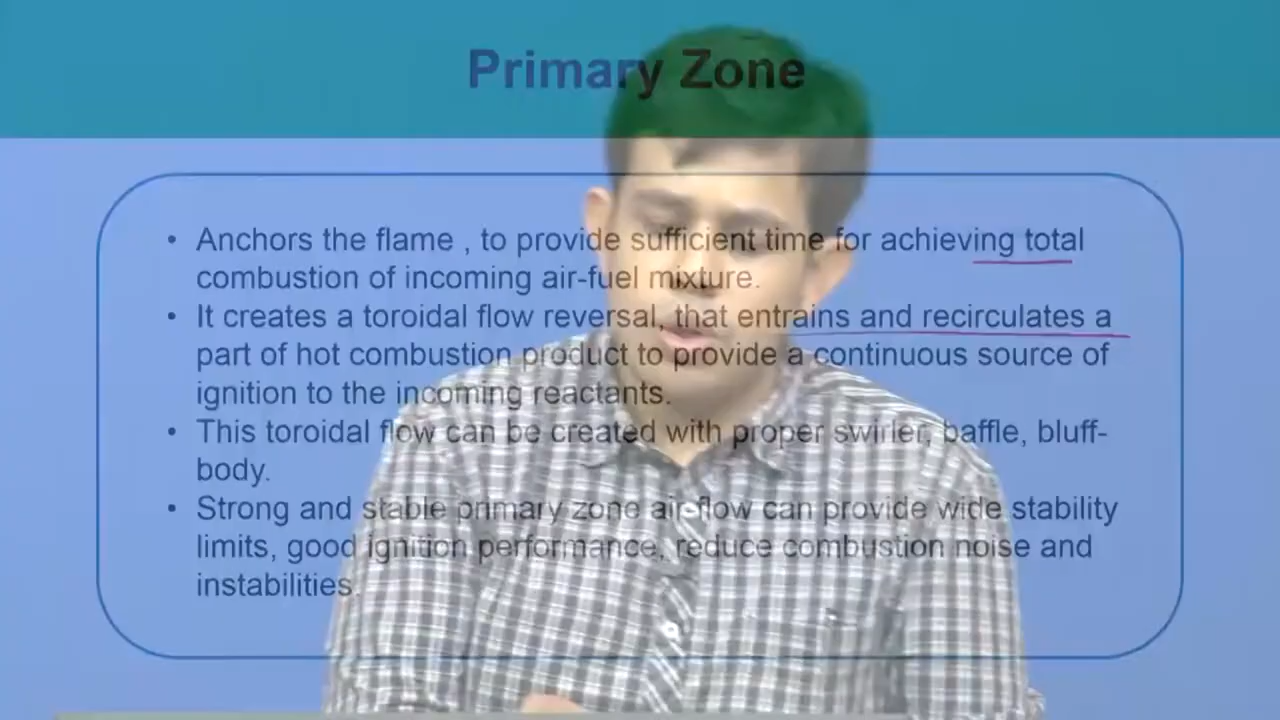 Primary Zone
• Anchors the flame , to provide sufficient time for achieving total
combustion of incoming air-fuel mixture.
• It creates a toroidal flow reversal, that entrains and recirculates a
part of hot combustion product to provide a continuous source of
ignition to the incoming reactants.
• This toroidal flow can be created with proper swirler, baffle, bluff-
body.
• Strong and stable primary zone air-flow can provide wide stability
limits, good ignition performance, reduce combustion noise and
instabilities.